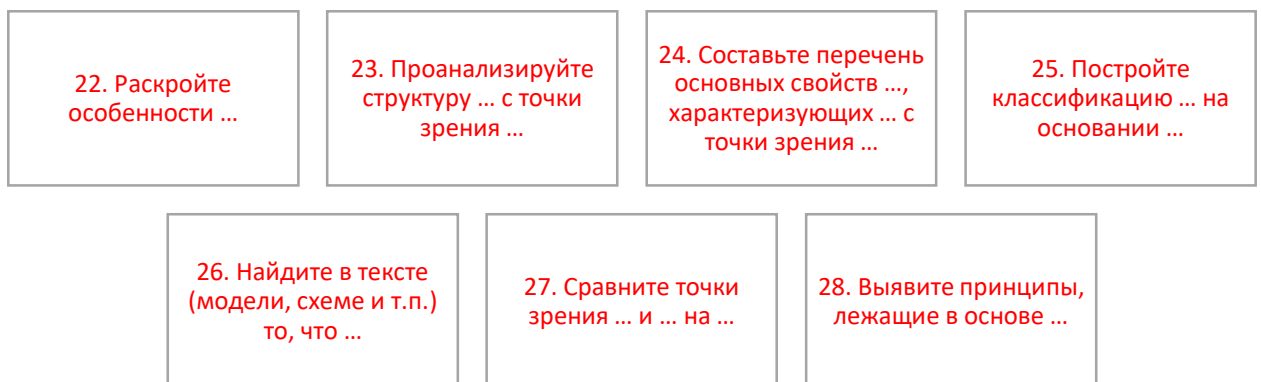 22. Раскройте
особенности ...
23. Проанализируйте
структуру ... с точки
зрения ...
24. Составьте перечень
основных свойств ...,
характеризующих ... с
точки зрения ...
25. Постройте
классификацию ... на
основании ...
26. Найдите в тексте
(модели, схеме и т.п.)
то, что ...
27. Сравните точки
зрения ... и ... на ...
28. Выявите принципы,
лежащие в основе ...